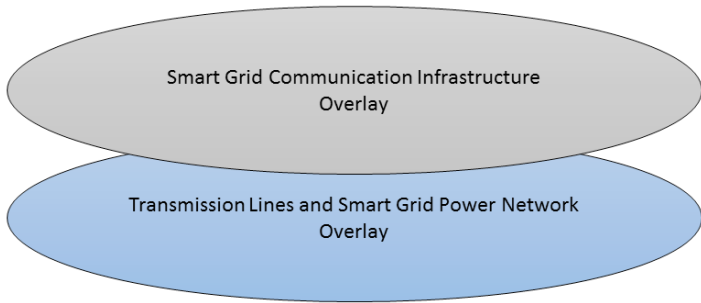 Smart Grid Communication Infrastructure
Overlay
Transmission Lines and Smart Grid Power Network
Overlay